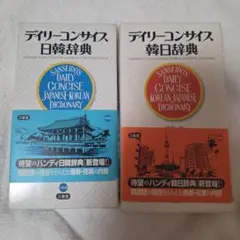 デイリーコンサイス
日韓辞典
SANSEIDO'S
DAILY
CONCISE
JAPANESE-KOREAN
DICTIONARY
待望のハンディ日韓辞典「新登場」!
三省堂
デイリーコンサイス
韓日辞典
SANSEIDO'S
DAILY
CONCISE
KOREAN-JAPANESE
DICTIONARY
待望のハンディ韓日辞典「新登場」!
三省堂